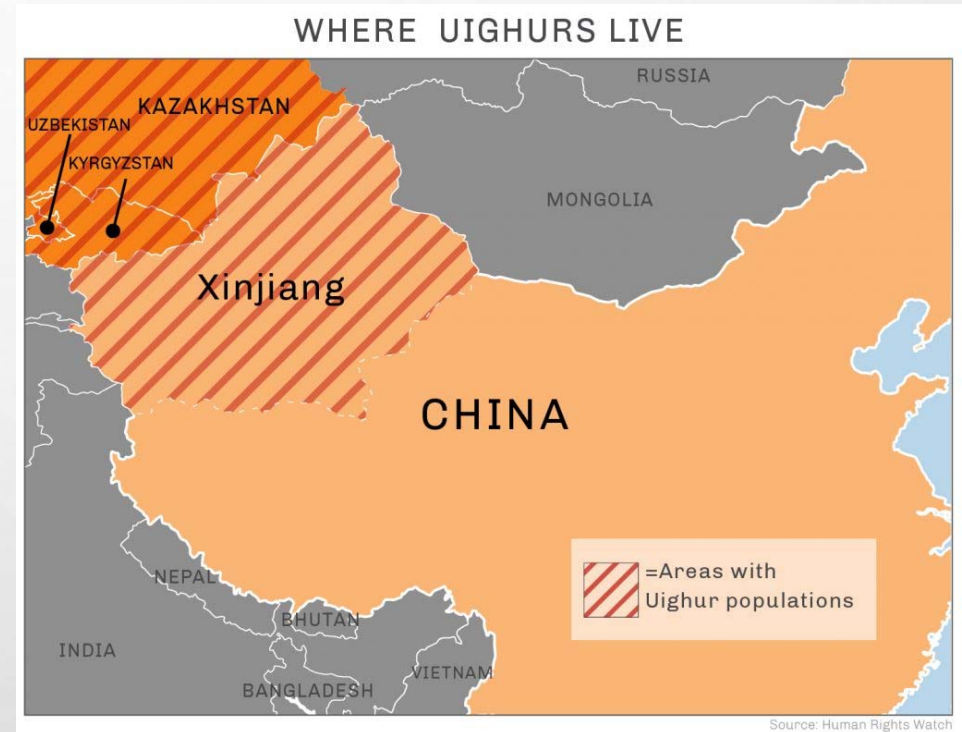 WHERE UIGHURS LIVE
RUSSIA
KAZAKHSTAN
UZBEKISTAN
KYRGYZSTAN
MONGOLIA
Xinjiang
CHINA
=Areas with
Uighur populations
NEPAL
BHUTAN
INDIA
VIETNAM
BANGLADESH
Source: Human Rights Watch